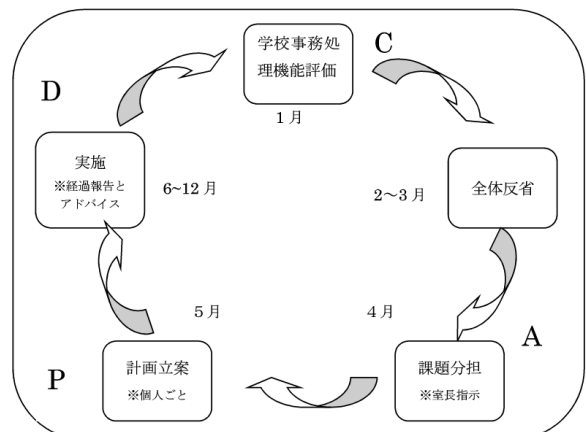 学校事務処
理機能評価
C
1月
D
実施
※経過報告と
アドバイス
6~12月
2～3月
全体反省
5月
4月
A
計画立案
※個人ごと
P
課題分担
※室長指示